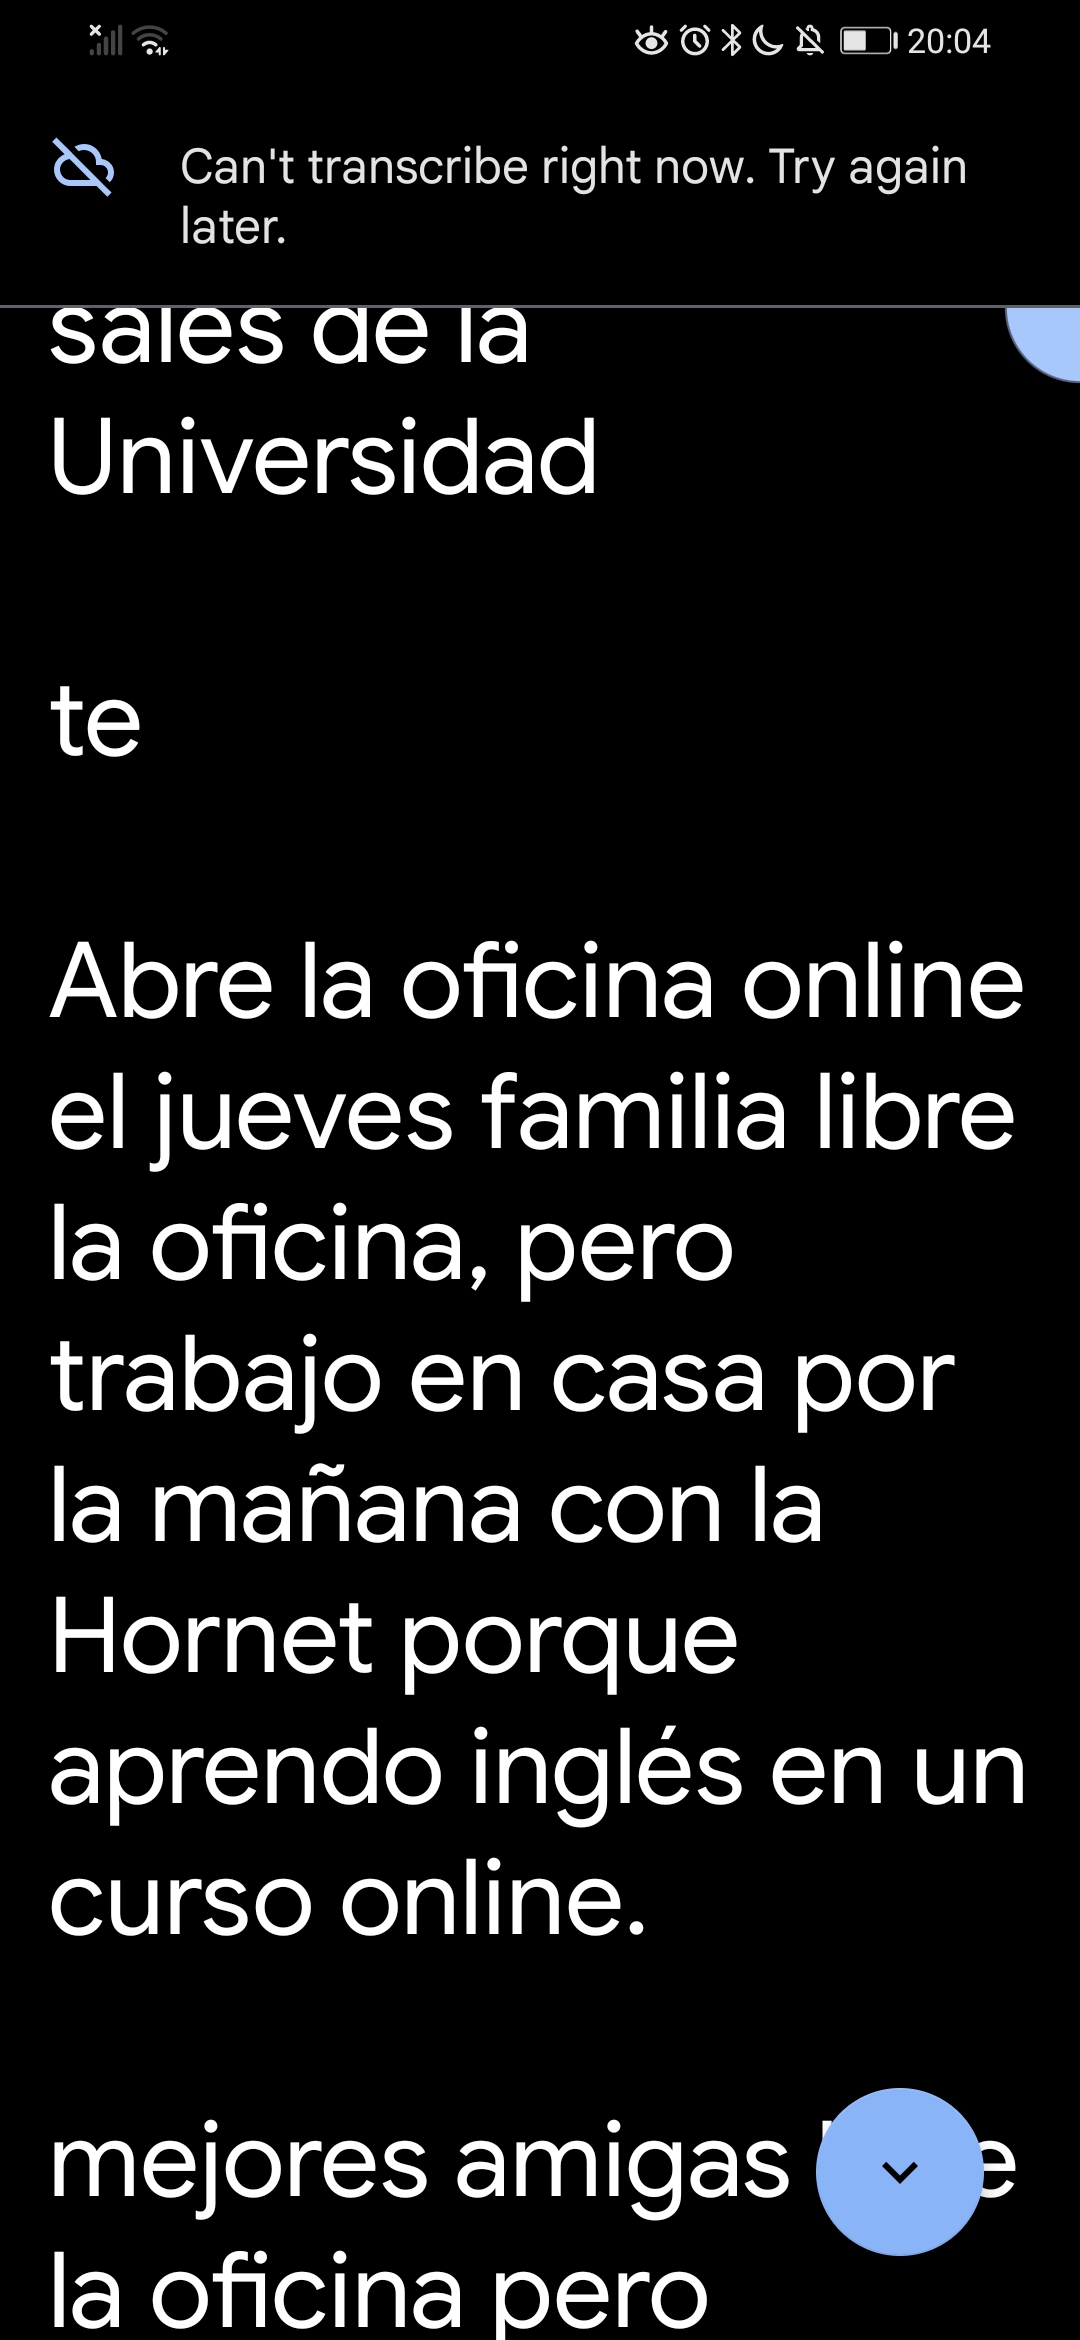 20:04
Can't transcribe right now. Try again
later.
sales de la
Universidad
te
Abre la oficina online
el jueves familia libre
la oficina, pero
trabajo en casa por
la mañana con la
Hornet porque
aprendo inglés en un
curso online.
mejores amigas
la oficina pero